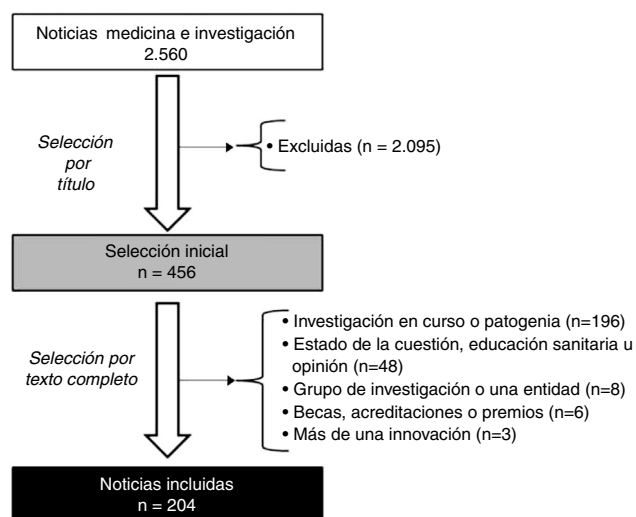 Noticias medicina e investigación
2.560
Selección
por
título
• Excluidas (n = 2.095)
Selección inicial
n = 456
Selección por
texto completo
• Investigación en curso o patogenia (n=196)
• Estado de la cuestión, educación sanitaria u
opinión (n=48)
• Grupo de investigación o una entidad (n=8)
• Becas, acreditaciones o premios (n=6)
• Más de una innovación (n=3)
Noticias incluidas
n = 204